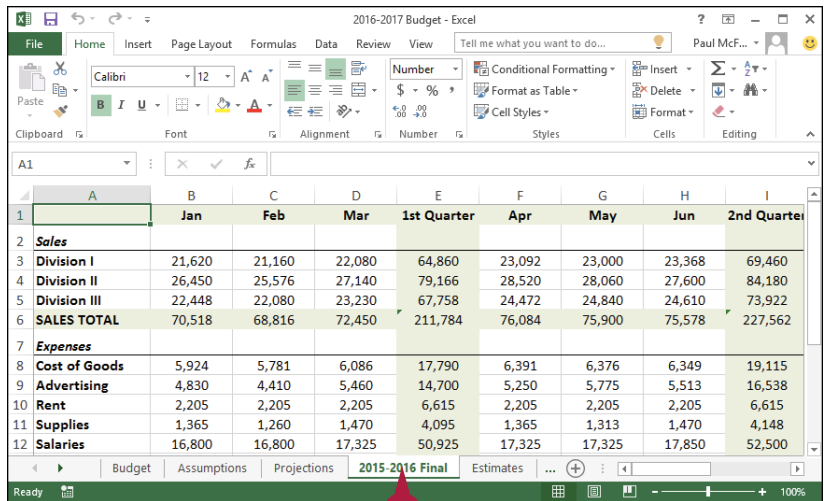 2016-2017 Budget - Excel
File Home Insert Page Layout Formulas Data Review View Tell me what you want to do... Paul McF...
Calibri 12 A A Number Conditional Formatting Insert
Paste B I U A $ % , Format as Table Delete
.00 .00 Cell Styles Format
Clipboard Font Alignment Number Styles Cells Editing
A1 fx
A B C D E F G H I
1 Jan Feb Mar 1st Quarter Apr May Jun 2nd Quarter
2 Sales
3 Division I 21,620 21,160 22,080 64,860 23,092 23,000 23,368 69,460
4 Division II 26,450 25,576 27,140 79,166 28,520 28,060 27,600 84,180
5 Division III 22,448 22,080 23,230 67,758 24,472 24,840 24,610 73,922
6 SALES TOTAL 70,518 68,816 72,450 211,784 76,084 75,900 75,578 227,562
7 Expenses
8 Cost of Goods 5,924 5,781 6,086 17,790 6,391 6,376 6,349 19,115
9 Advertising 4,830 4,410 5,460 14,700 5,250 5,775 5,513 16,538
10 Rent 2,205 2,205 2,205 6,615 2,205 2,205 2,205 6,615
11 Supplies 1,365 1,260 1,470 4,095 1,365 1,313 1,470 4,148
12 Salaries 16,800 16,800 17,325 50,925 17,325 17,325 17,850 52,500
Budget Assumptions Projections 2015-2016 Final Estimates ...
Ready 100%